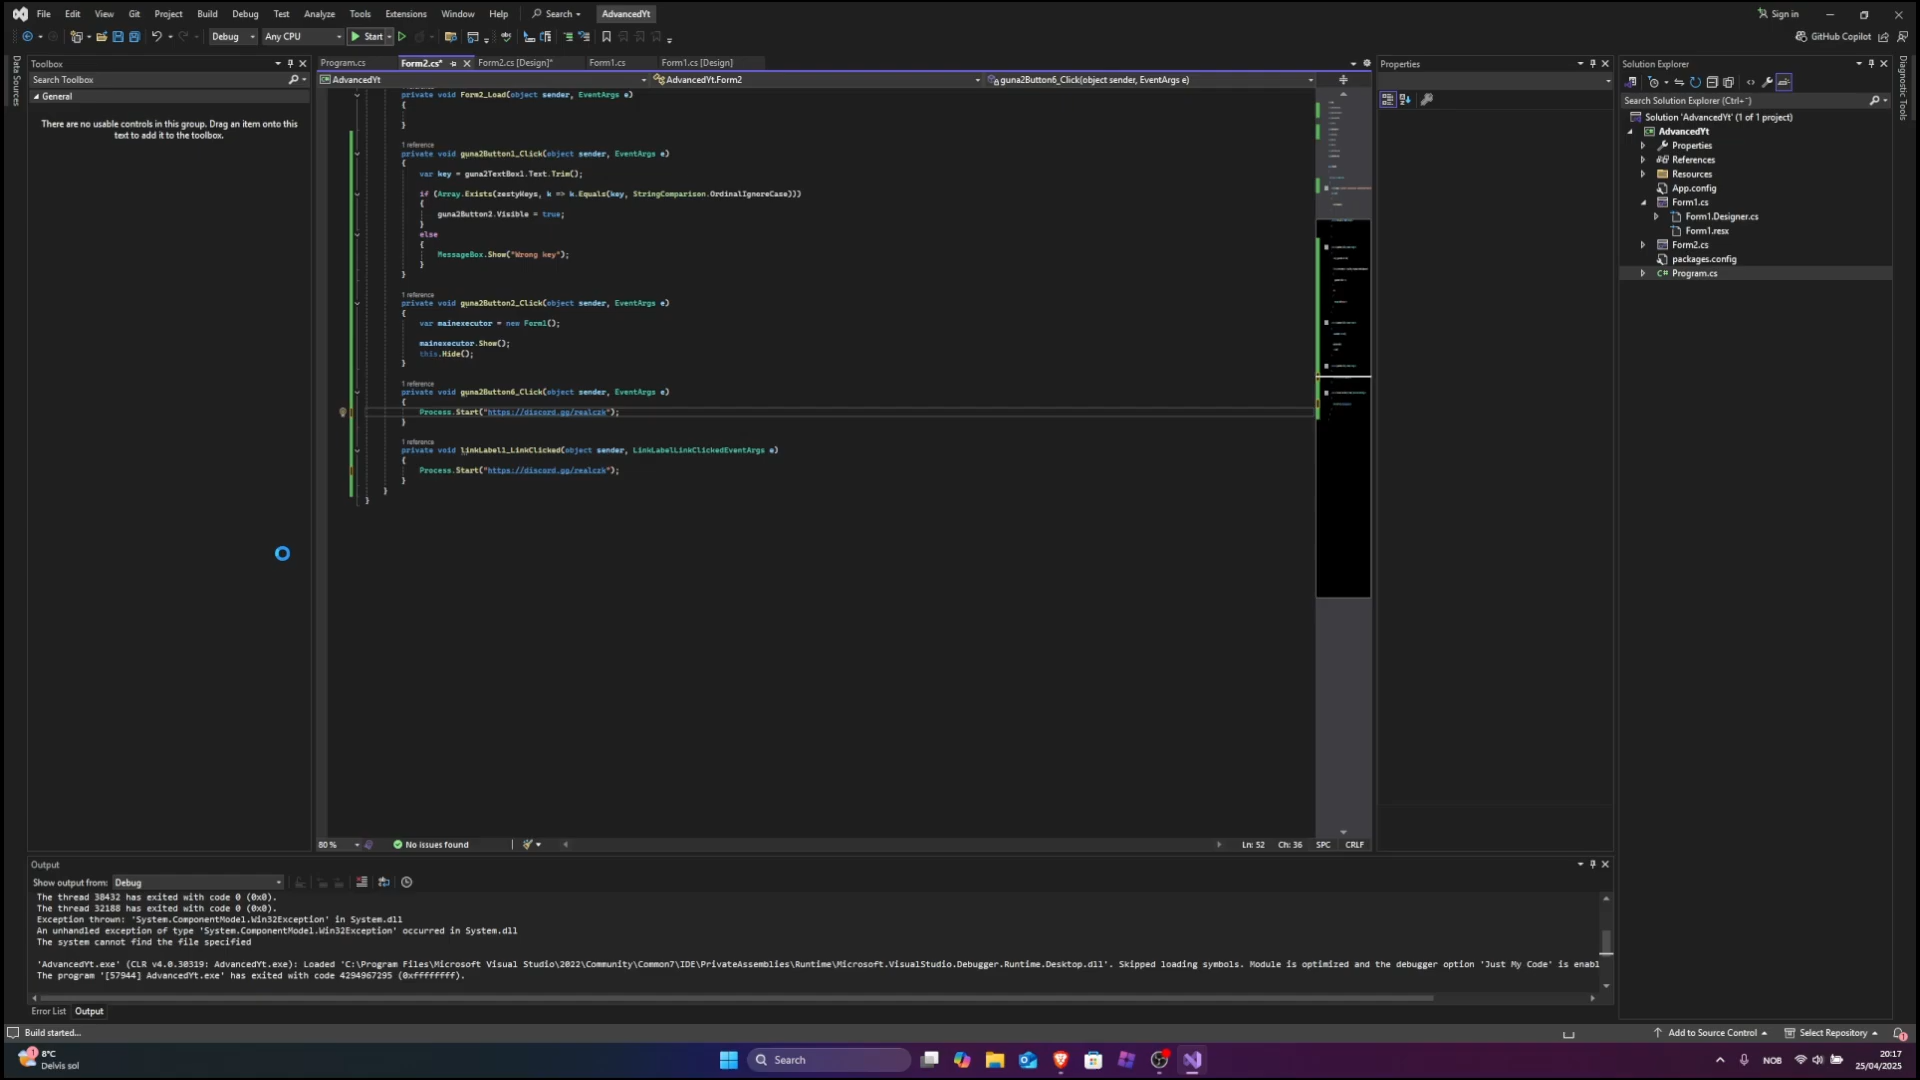 File Edit View Git Project Build Debug Test Analyze Tools Extensions Window Help Search AdvancedYt Sign in
Debug Any CPU Start GitHub Copilot
Data Sources
Toolbox
Search Toolbox
General
There are no usable controls in this group. Drag an item onto this
text to add it to the toolbox.
Program.cs Form2.cs* Form2.cs [Design]* Form1.cs Form1.cs [Design]
AdvancedYt AdvancedYt.Form2 guna2Button6_Click(object sender, EventArgs e)
private void Form2_Load(object sender, EventArgs e)
{
}
1 reference
private void guna2Button1_Click(object sender, EventArgs e)
{
var key = guna2TextBox1.Text.Trim();
if (Array.Exists(zestyKeys, k => k.Equals(key, StringComparison.OrdinalIgnoreCase)))
{
guna2Button2.Visible = true;
}
else
{
MessageBox.Show("Wrong key");
}
}
1 reference
private void guna2Button2_Click(object sender, EventArgs e)
{
var mainexecutor = new Form1();
mainexecutor.Show();
this.Hide();
}
1 reference
private void guna2Button6_Click(object sender, EventArgs e)
{
Process.Start("https://discord.gg/realczk");
}
1 reference
private void linkLabel1_LinkClicked(object sender, LinkLabelLinkClickedEventArgs e)
{
Process.Start("https://discord.gg/realczk");
}
}
}
80 % No issues found Ln: 52 Ch: 36 SPC CRLF
Properties
Solution Explorer
Search Solution Explorer (Ctrl+¨)
Solution 'AdvancedYt' (1 of 1 project)
AdvancedYt
Properties
References
Resources
App.config
Form1.cs
Form1.Designer.cs
Form1.resx
Form2.cs
packages.config
C# Program.cs
Diagnostic Tools
Output
Show output from: Debug
The thread 38432 has exited with code 0 (0x0).
The thread 32188 has exited with code 0 (0x0).
Exception thrown: 'System.ComponentModel.Win32Exception' in System.dll
An unhandled exception of type 'System.ComponentModel.Win32Exception' occurred in System.dll
The system cannot find the file specified
'AdvancedYt.exe' (CLR v4.0.30319: AdvancedYt.exe): Loaded 'C:\Program Files\Microsoft Visual Studio\2022\Community\Common7\IDE\PrivateAssemblies\Runtime\Microsoft.VisualStudio.Debugger.Runtime.Desktop.dll'. Skipped loading symbols. Module is optimized and the debugger option 'Just My Code' is enabl
The program '[57944] AdvancedYt.exe' has exited with code 4294967295 (0xffffffff).
Error List Output
Build started... Add to Source Control Select Repository 1
1 8°C
Delvis sol
Search
NOB 20:17
25/04/2025